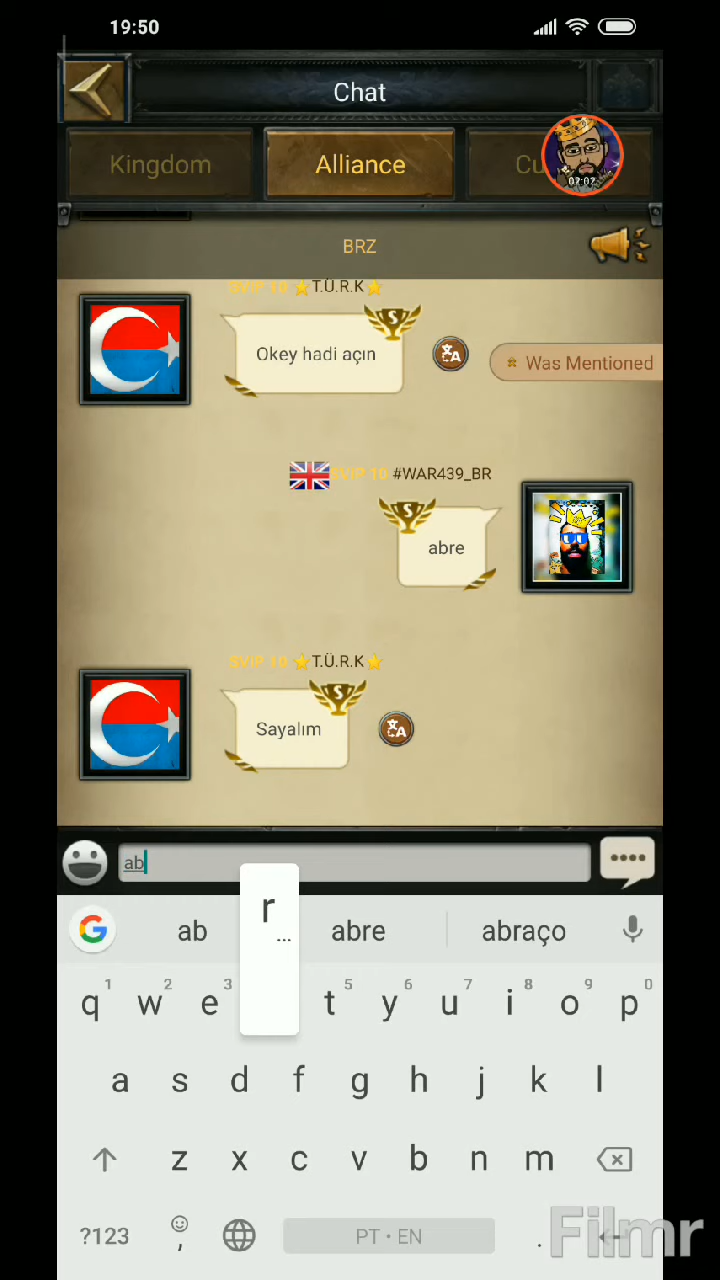 19:50
Chat
Kingdom
Alliance
Cu
07:07
BRZ
SVIP 10 ⭐T.Ü.R.K⭐
Okey hadi açın
Was Mentioned
SVIP 10 #WAR439_BR
abre
SVIP 10 ⭐T.Ü.R.K⭐
Sayalım
ab
ab
abre
abraço
r
...
1 2 3 5 6 7 8 9 0
q w e t y u i o p
a s d f g h j k l
z x c v b n m
?123
,
PT • EN
.
Filmr